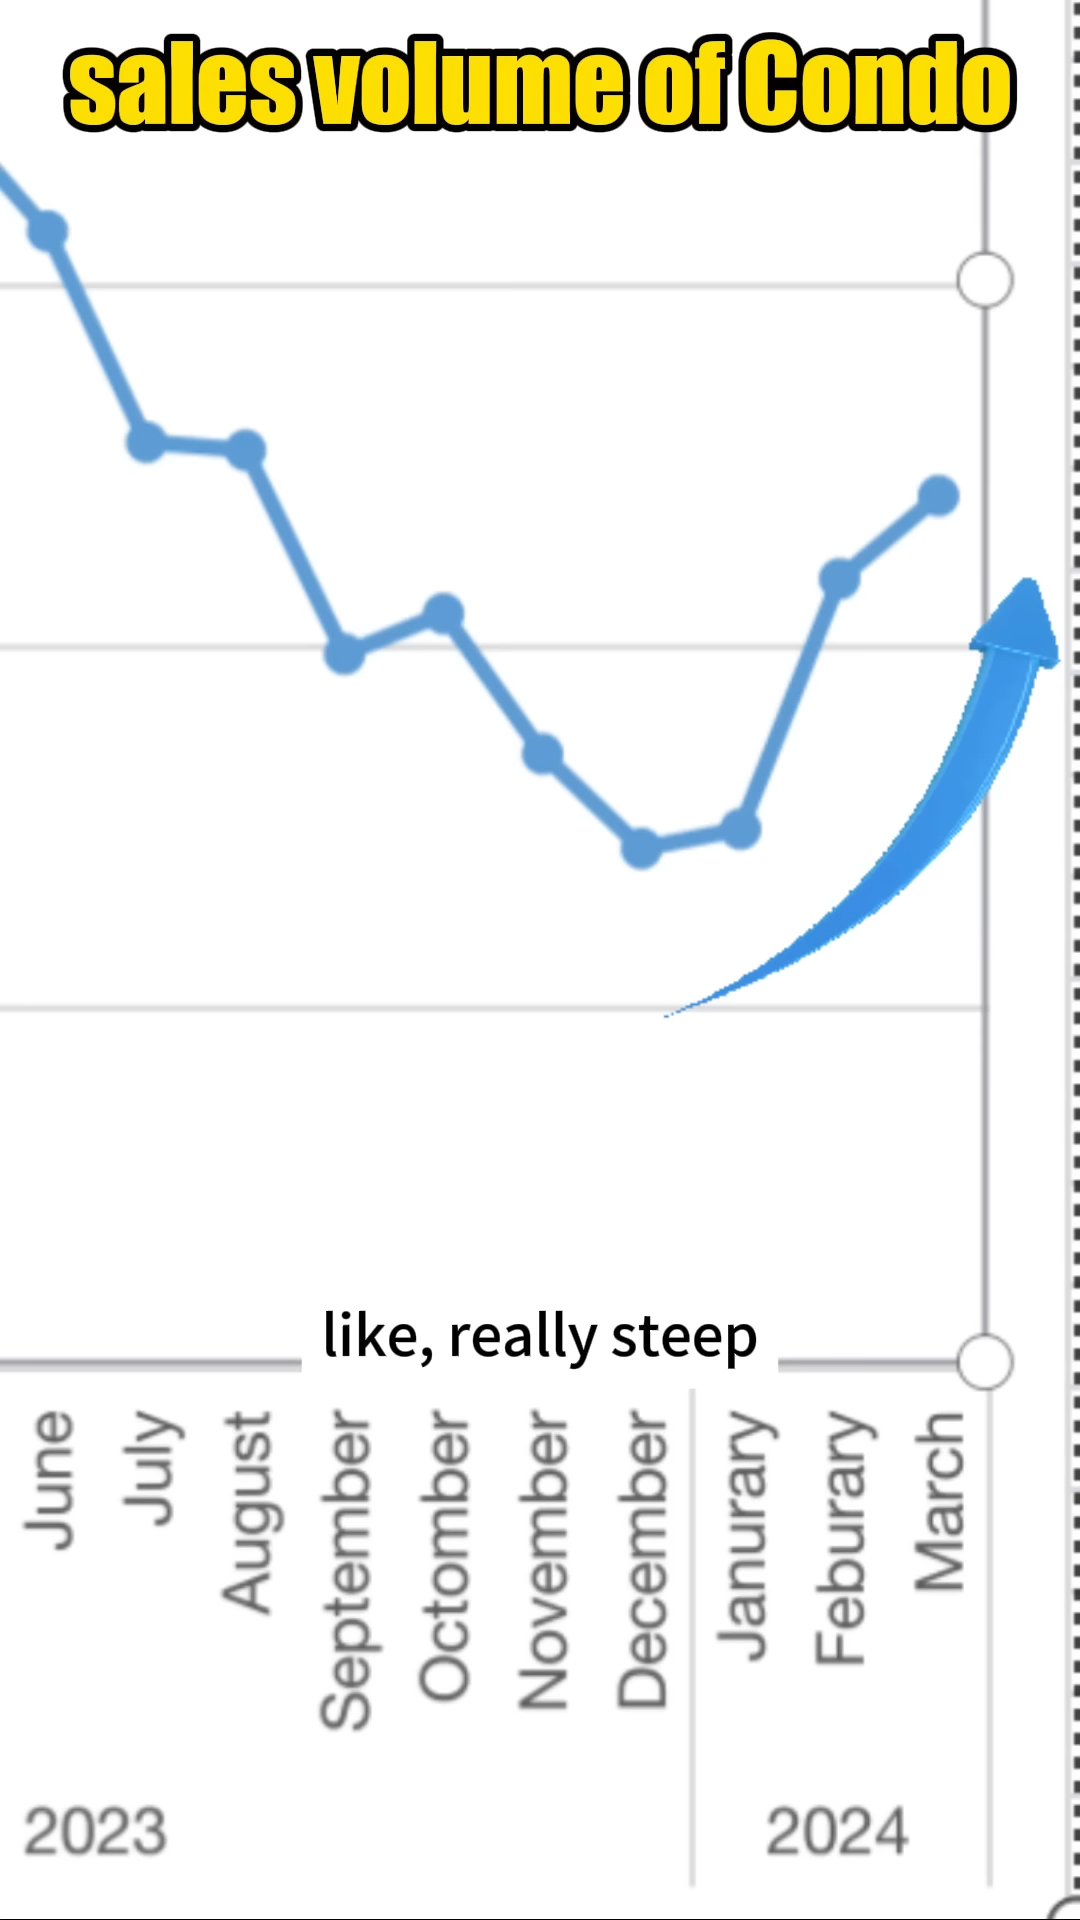 sales volume of Condo
like, really steep
June
July
August
September
Octomber
November
December
Janurary
Feburary
March
2023
2024